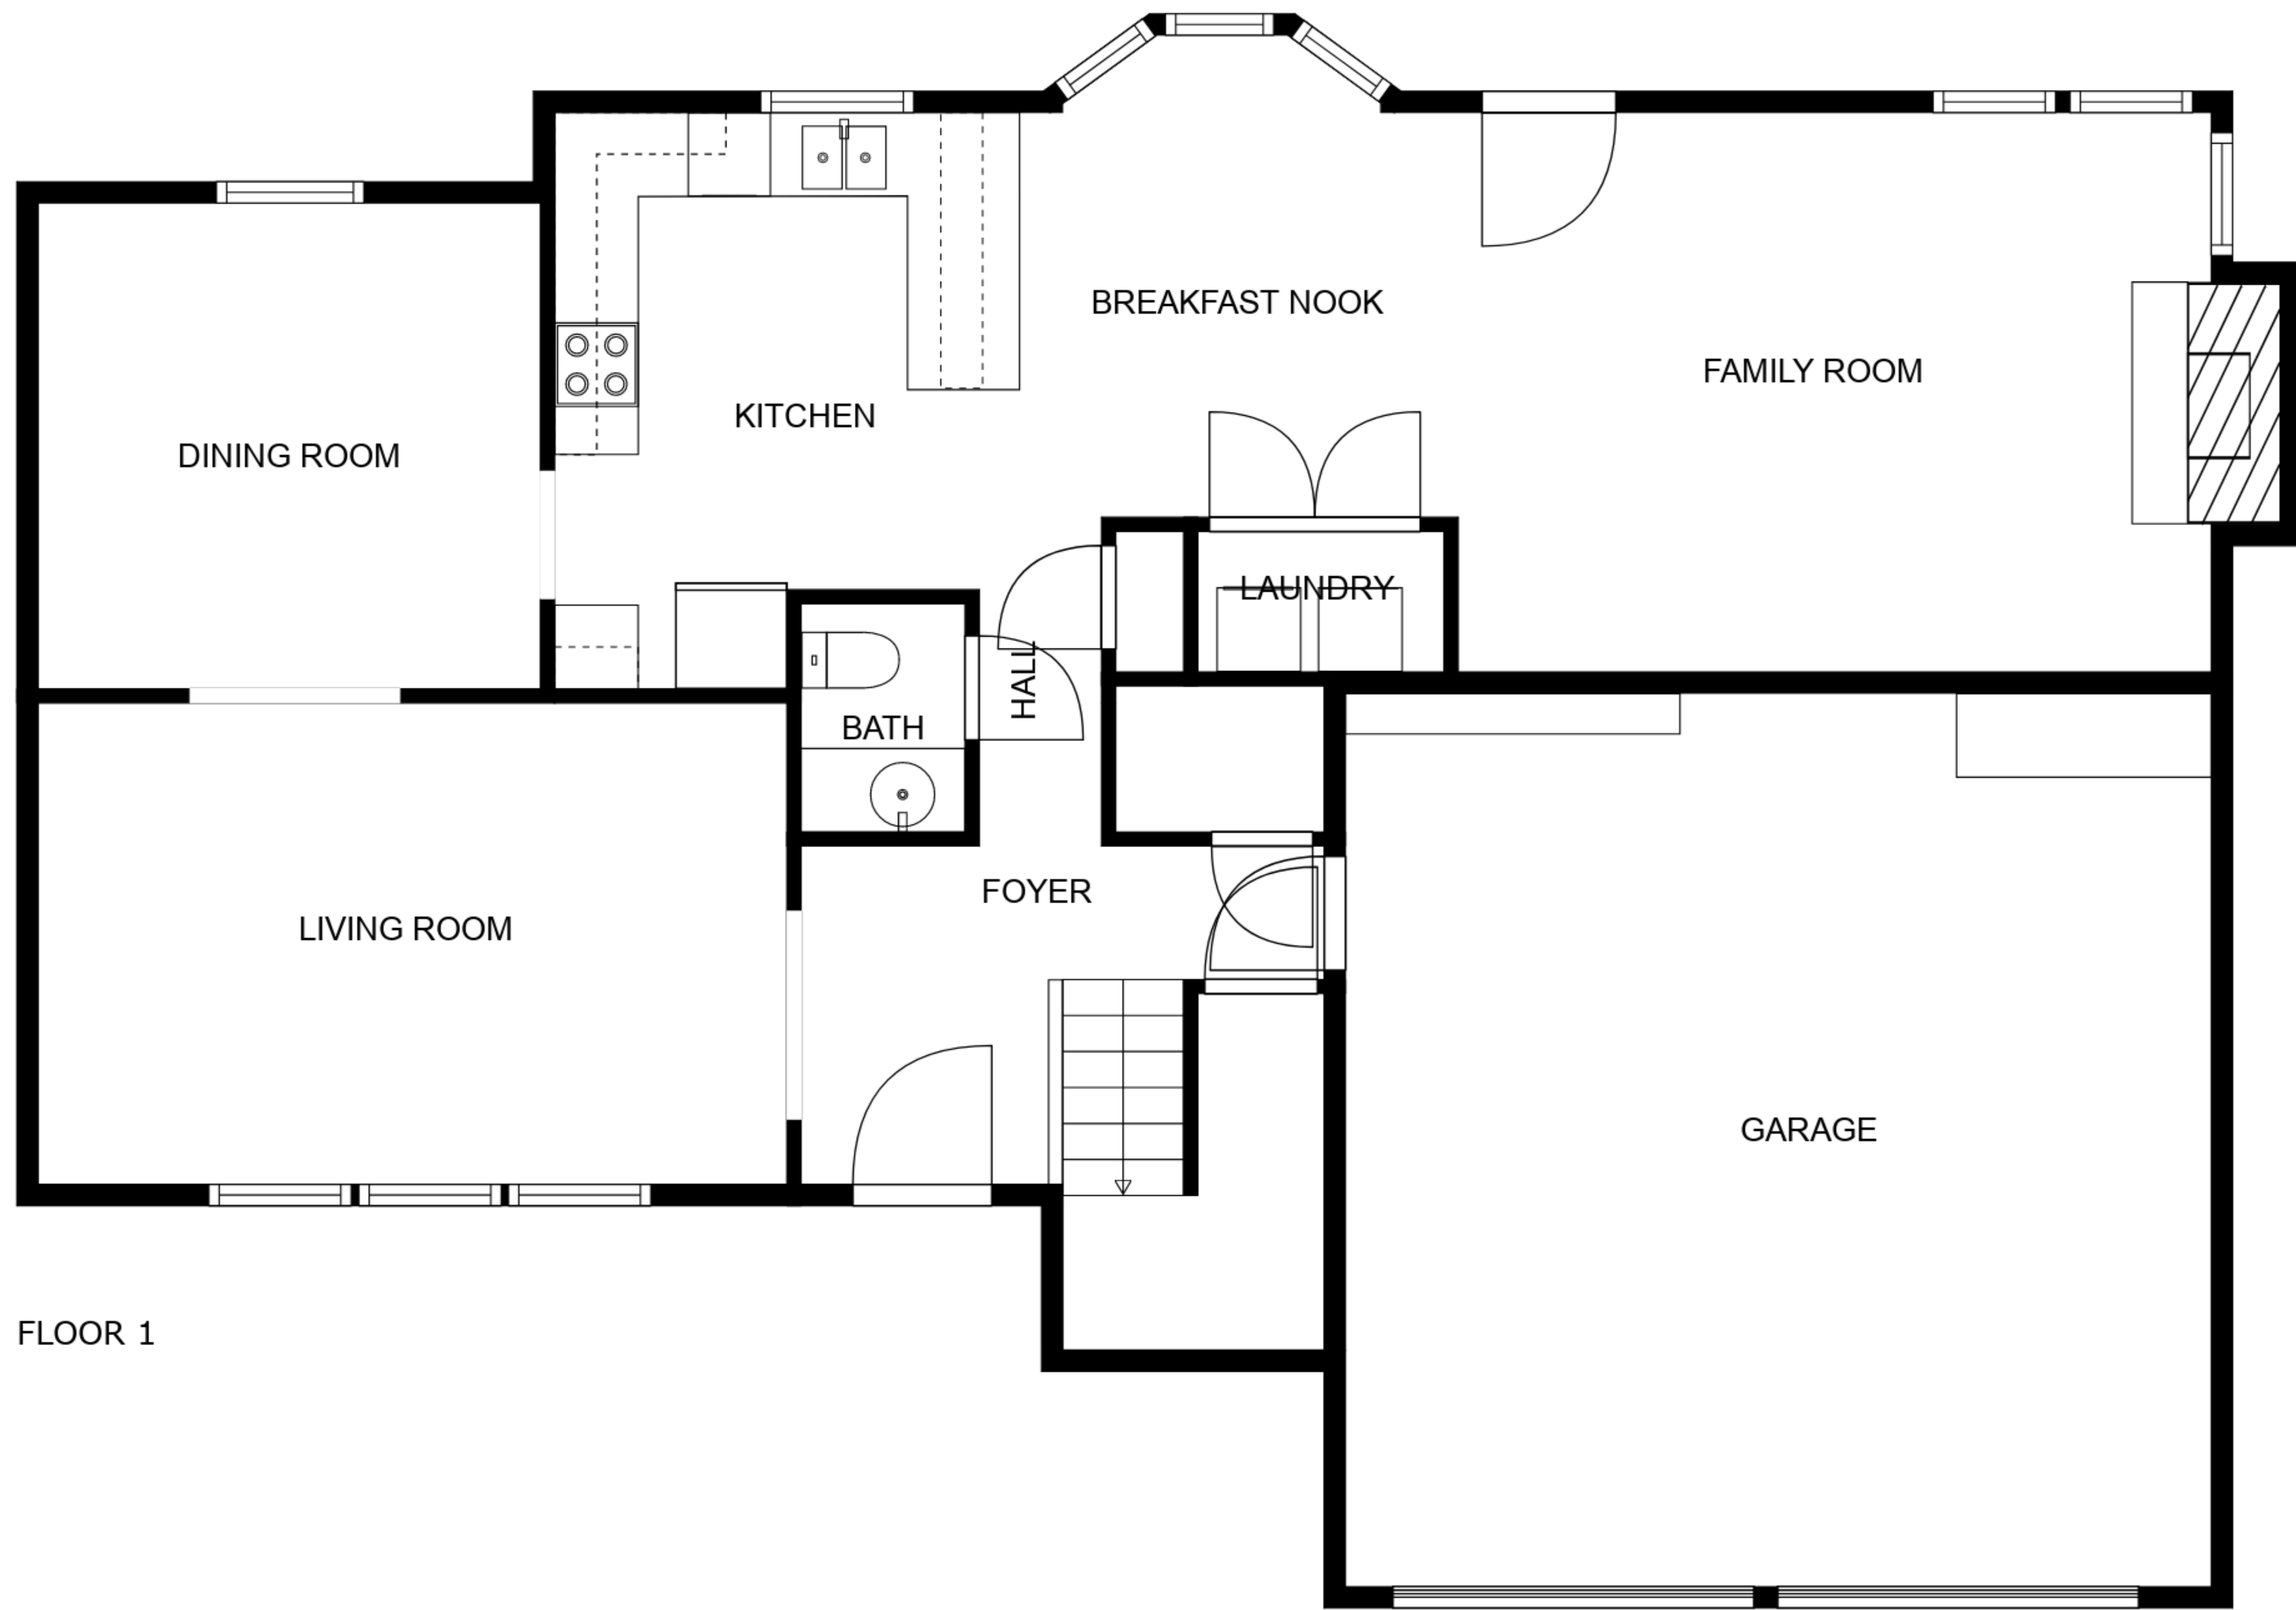 BREAKFAST NOOK
FAMILY ROOM
KITCHEN
DINING ROOM
LAUNDRY
HALL
BATH
FOYER
LIVING ROOM
GARAGE
FLOOR 1